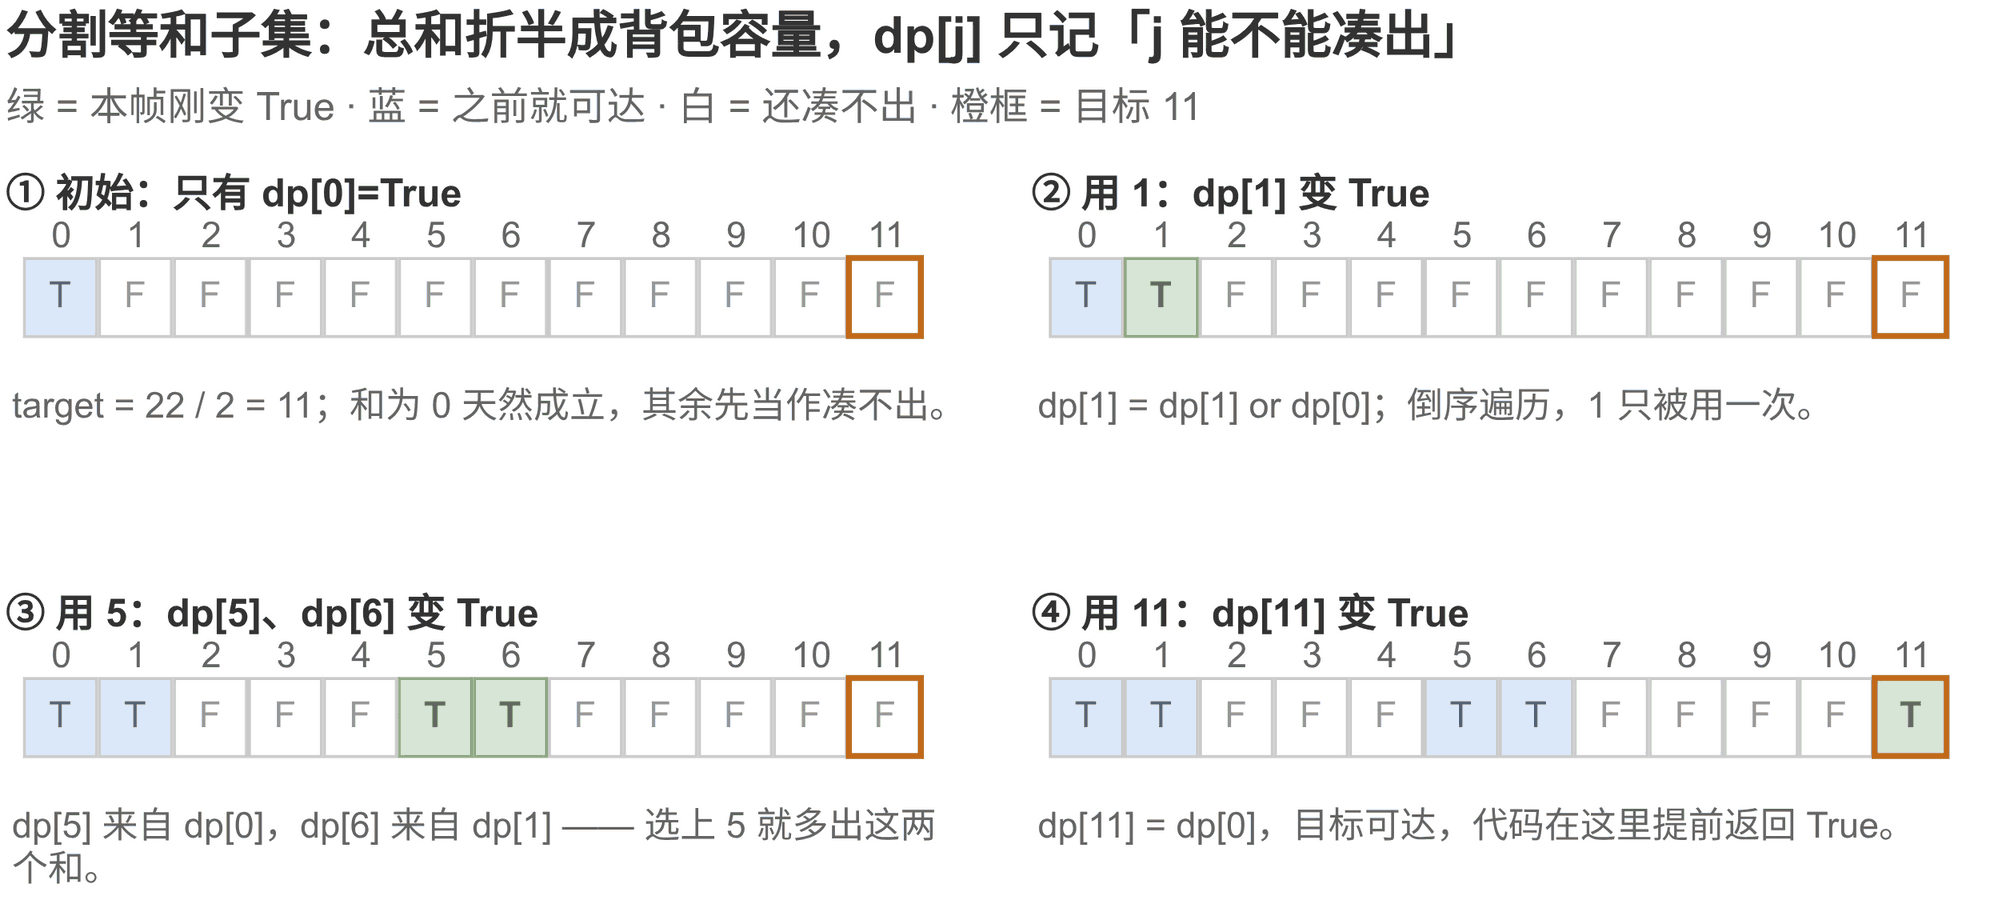 分割等和子集：总和折半成背包容量，dp[j] 只记「j 能不能凑出」
绿 = 本帧刚变 True · 蓝 = 之前就可达 · 白 = 还凑不出 · 橙框 = 目标 11
① 初始：只有 dp[0]=True
0 1 2 3 4 5 6 7 8 9 10 11
T F F F F F F F F F F F
target = 22 / 2 = 11；和为 0 天然成立，其余先当作凑不出。
② 用 1：dp[1] 变 True
0 1 2 3 4 5 6 7 8 9 10 11
T T F F F F F F F F F F
dp[1] = dp[1] or dp[0]；倒序遍历，1 只被用一次。
③ 用 5：dp[5]、dp[6] 变 True
0 1 2 3 4 5 6 7 8 9 10 11
T T F F F T T F F F F F
dp[5] 来自 dp[0]，dp[6] 来自 dp[1] —— 选上 5 就多出这两
个和。
④ 用 11：dp[11] 变 True
0 1 2 3 4 5 6 7 8 9 10 11
T T F F F T T F F F F T
dp[11] = dp[0]，目标可达，代码在这里提前返回 True。